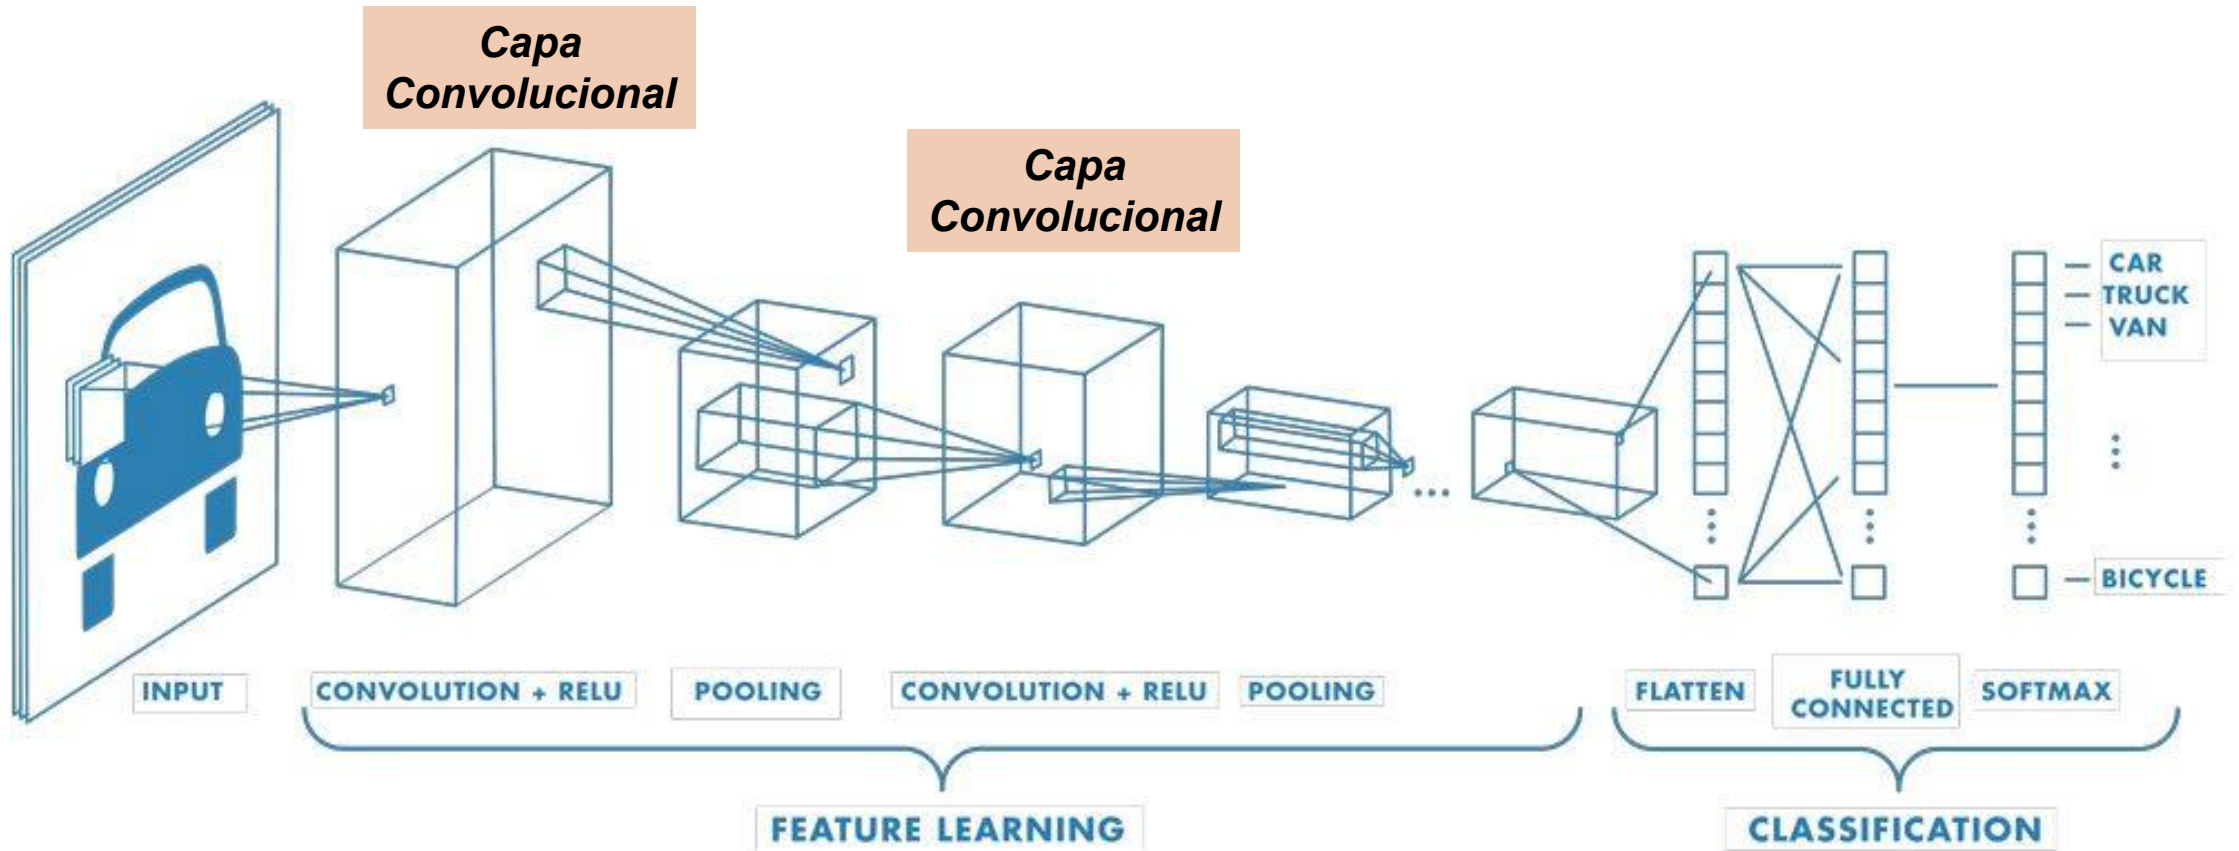 Capa
Convolucional
Capa
Convolucional
CAR
TRUCK
VAN
BICYCLE
INPUT
CONVOLUTION + RELU
POOLING
CONVOLUTION + RELU
POOLING
FLATTEN
FULLY
CONNECTED
SOFTMAX
FEATURE LEARNING
CLASSIFICATION